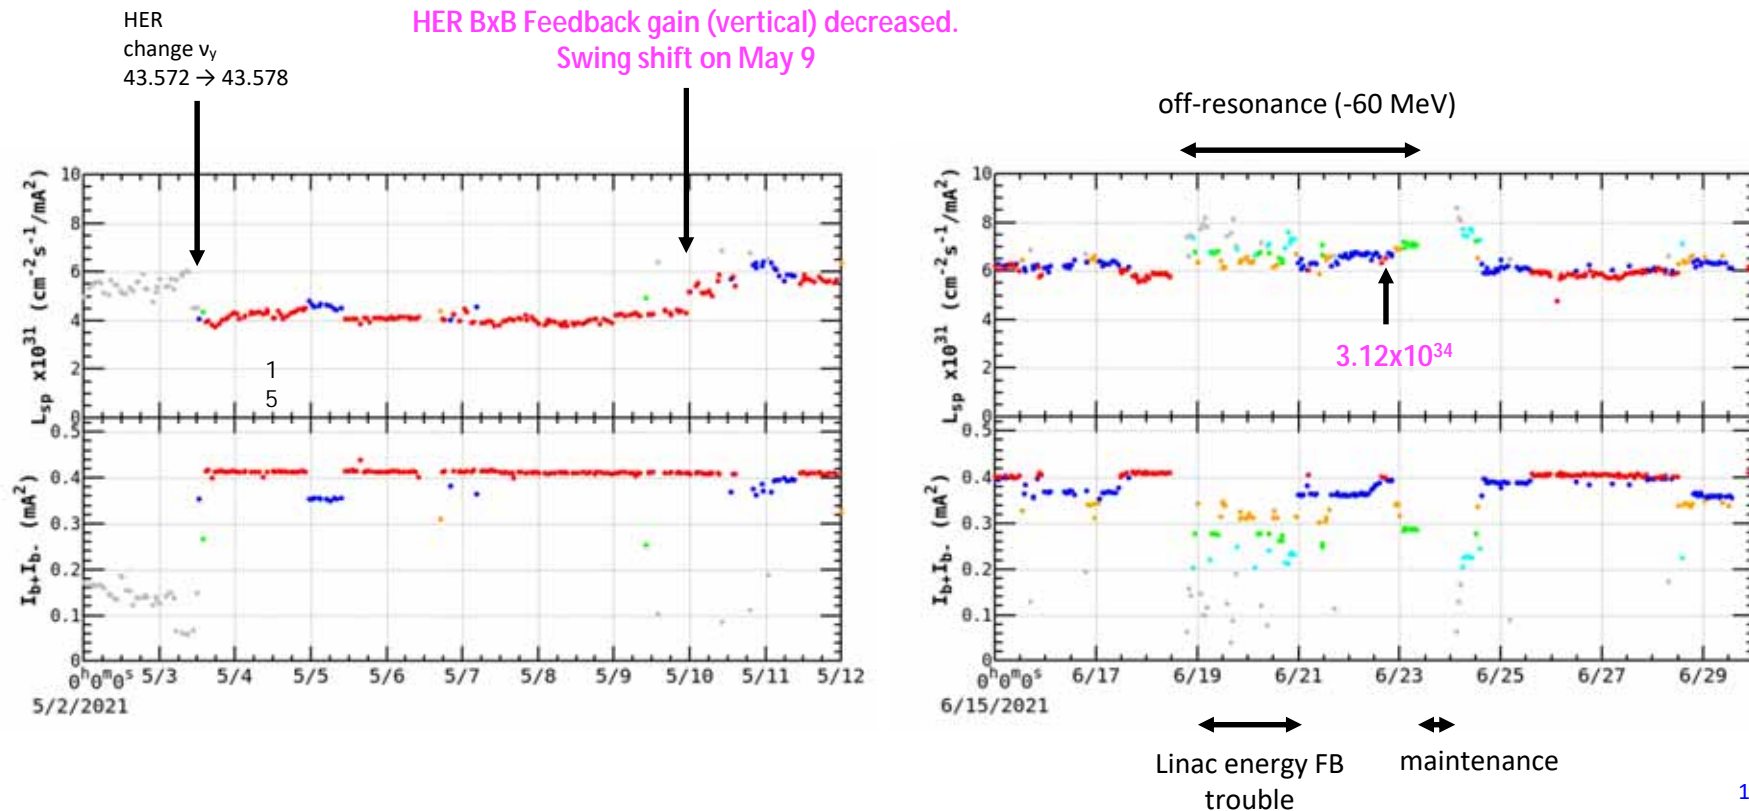 HER
change νy
43.572 → 43.578
HER BxB Feedback gain (vertical) decreased.
Swing shift on May 9
off-resonance (-60 MeV)
Lsp x10³¹ (cm⁻²s⁻¹/mA²)
10
8
6
4
2
0
1
5
Ib+Ib- (mA²)
0.5
0.4
0.3
0.2
0.1
0
0ʰ0ᵐ0ˢ 5/3 5/4 5/5 5/6 5/7 5/8 5/9 5/10 5/11 5/12
5/2/2021
Lsp x10³¹ (cm⁻²s⁻¹/mA²)
10
8
6
4
2
0
3.12x10³⁴
Ib+Ib- (mA²)
0.5
0.4
0.3
0.2
0.1
0
0ʰ0ᵐ0ˢ 6/17 6/19 6/21 6/23 6/25 6/27 6/29
6/15/2021
Linac energy FB
trouble
maintenance
1